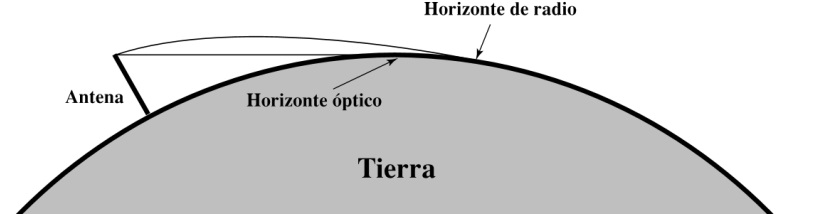 Horizonte de radio
Antena
Horizonte óptico
Tierra